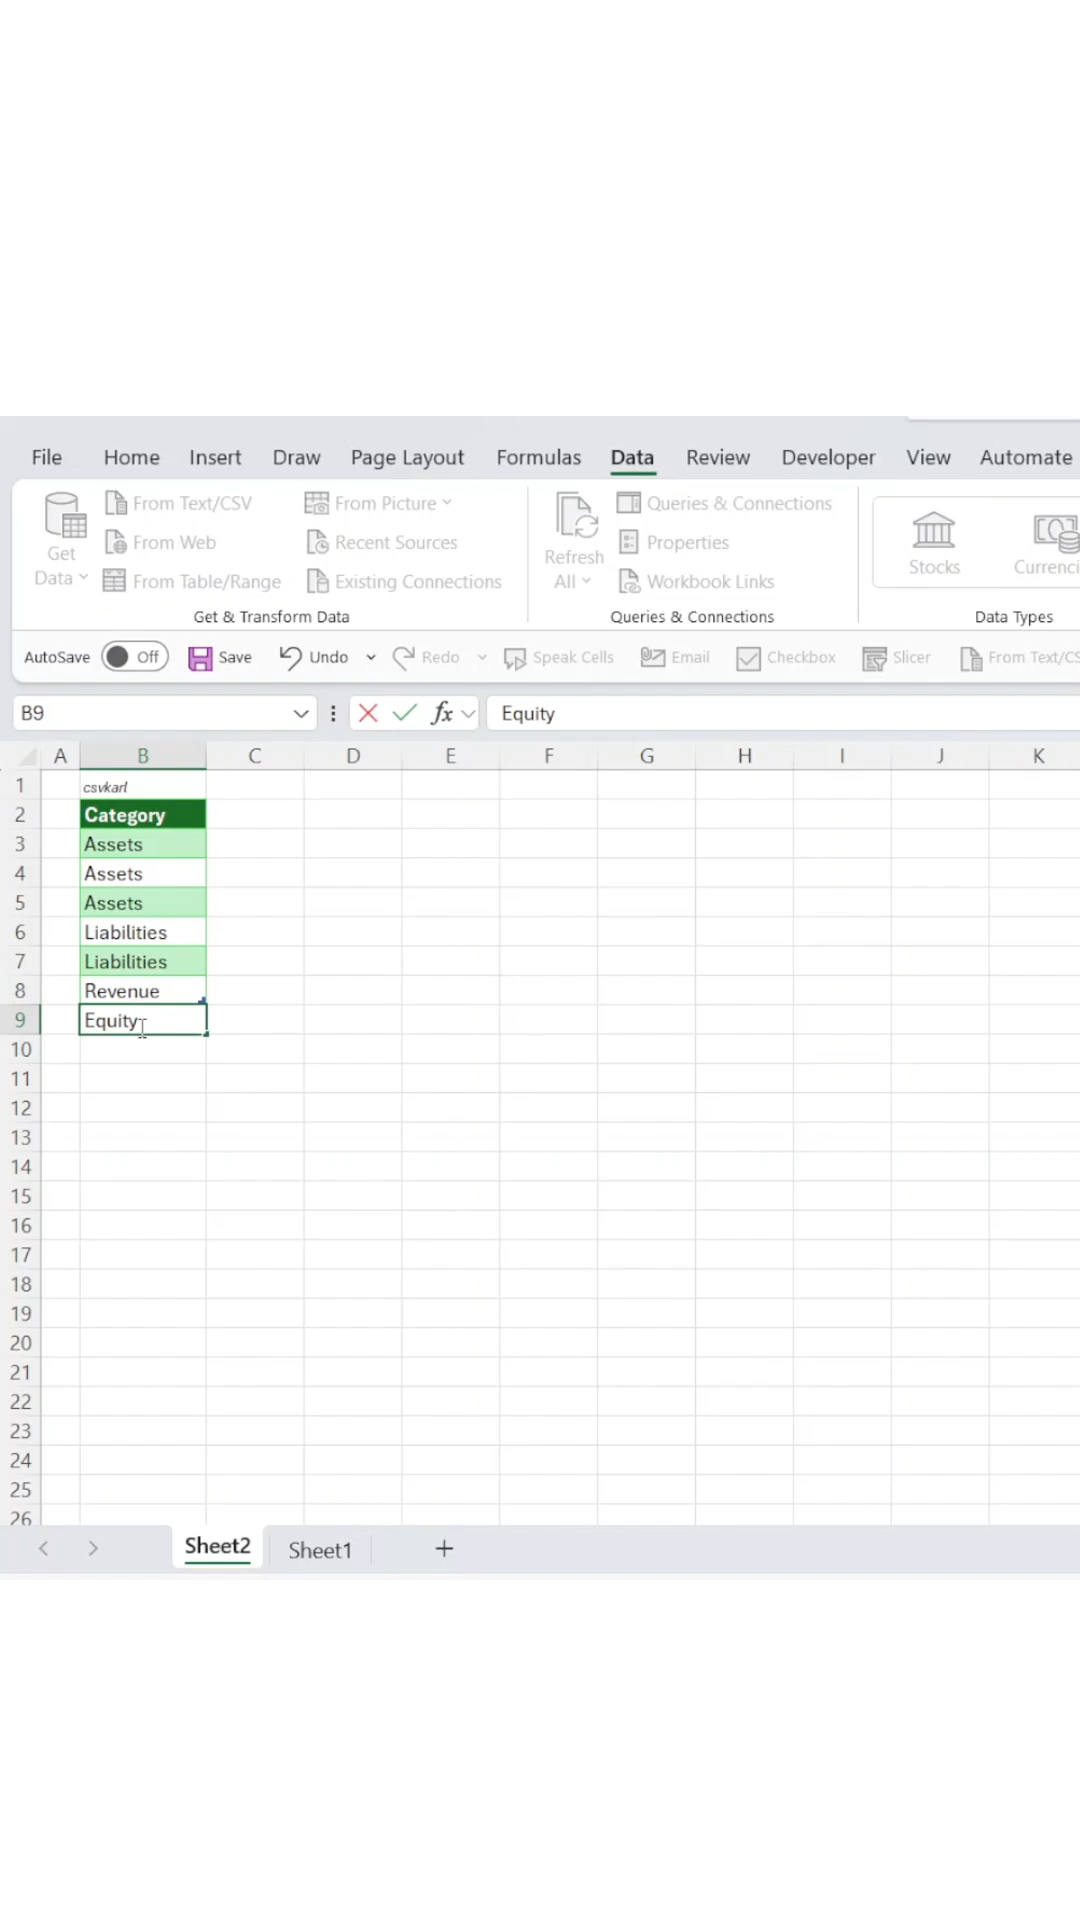 File Home Insert Draw Page Layout Formulas Data Review Developer View Automate
From Text/CSV From Picture Queries & Connections
Get Data From Web Recent Sources Refresh All Properties Stocks
From Table/Range Existing Connections Workbook Links
Get & Transform Data Queries & Connections Data Types
AutoSave Off Save Undo Redo Speak Cells Email Checkbox Slicer
B9 fx Equity
A B C D E F G H I J K
1 csvkarl
2 Category
3 Assets
4 Assets
5 Assets
6 Liabilities
7 Liabilities
8 Revenue
9 Equity
10
11
12
13
14
15
16
17
18
19
20
21
22
23
24
25
26
Sheet2 Sheet1